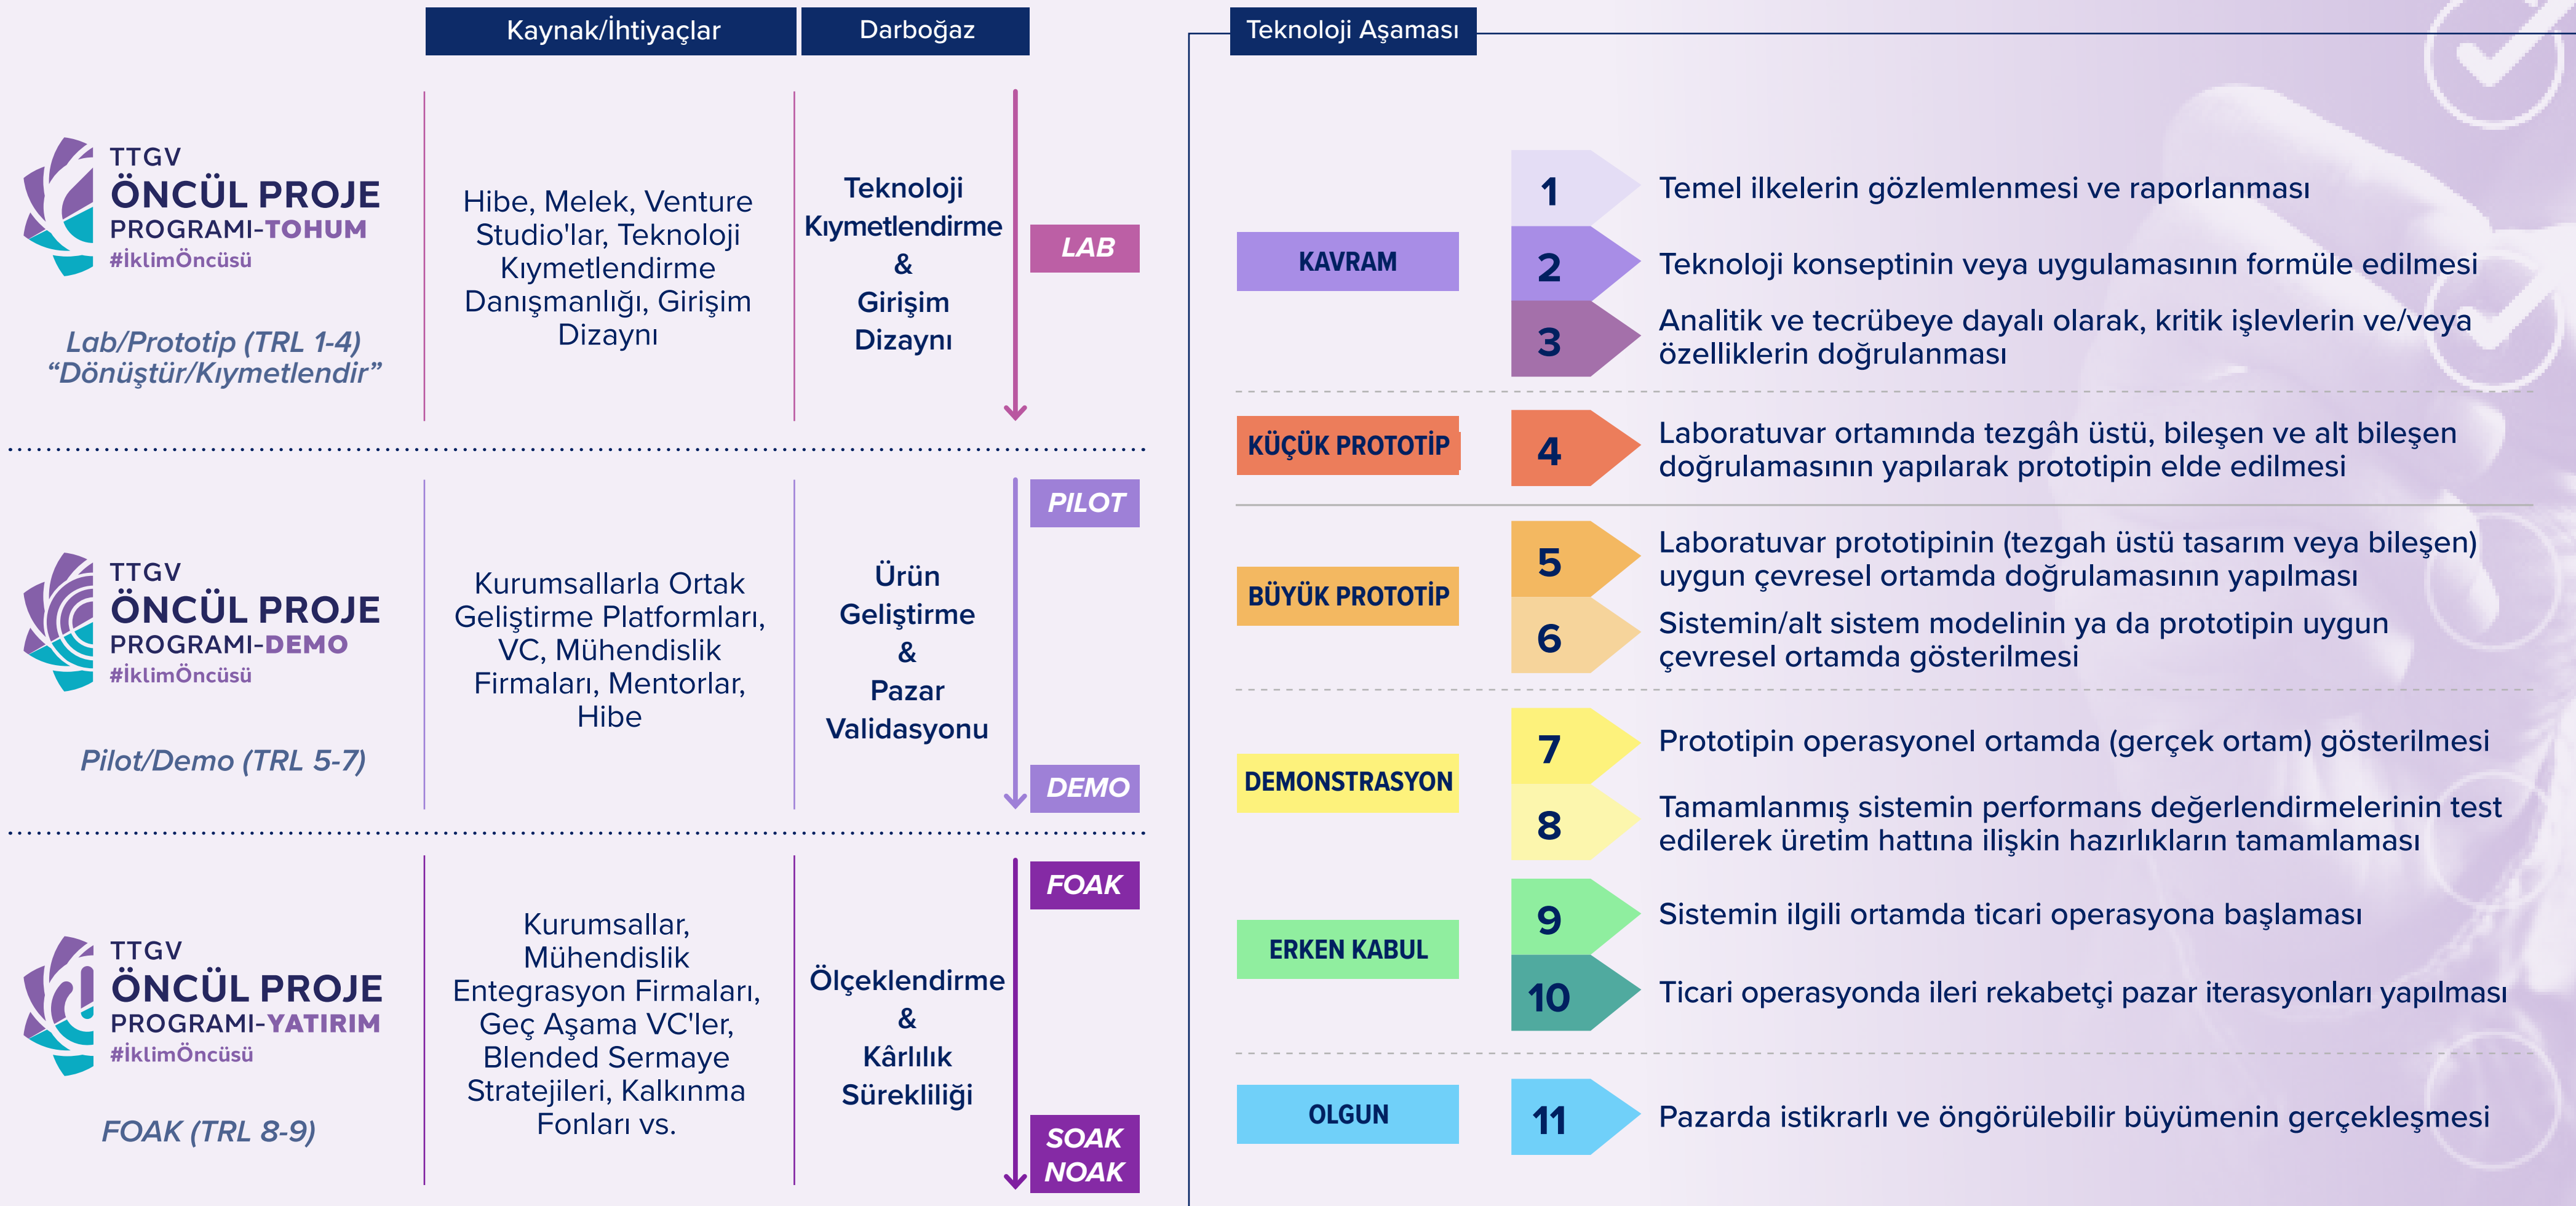 Kaynak/İhtiyaçlar
Darboğaz
TTGV
ÖNCÜL PROJE
PROGRAMI-TOHUM
#İklimÖncüsü
Lab/Prototip (TRL 1-4)
“Dönüştür/Kıymetlendir”
Hibe, Melek, Venture
Studio'lar, Teknoloji
Kıymetlendirme
Danışmanlığı, Girişim
Dizaynı
Teknoloji
Kıymetlendirme
&
Girişim
Dizaynı
LAB
TTGV
ÖNCÜL PROJE
PROGRAMI-DEMO
#İklimÖncüsü
Pilot/Demo (TRL 5-7)
Kurumsallarla Ortak
Geliştirme Platformları,
VC, Mühendislik
Firmaları, Mentorlar,
Hibe
Ürün
Geliştirme
&
Pazar
Validasyonu
PILOT
DEMO
TTGV
ÖNCÜL PROJE
PROGRAMI-YATIRIM
#İklimÖncüsü
FOAK (TRL 8-9)
Kurumsallar,
Mühendislik
Entegrasyon Firmaları,
Geç Aşama VC'ler,
Blended Sermaye
Stratejileri, Kalkınma
Fonları vs.
Ölçeklendirme
&
Kârlılık
Sürekliliği
FOAK
SOAK
NOAK
Teknoloji Aşaması
KAVRAM
1
Temel ilkelerin gözlemlenmesi ve raporlanması
2
Teknoloji konseptinin veya uygulamasının formüle edilmesi
3
Analitik ve tecrübeye dayalı olarak, kritik işlevlerin ve/veya
özelliklerin doğrulanması
KÜÇÜK PROTOTİP
4
Laboratuvar ortamında tezgâh üstü, bileşen ve alt bileşen
doğrulamasının yapılarak prototipin elde edilmesi
BÜYÜK PROTOTİP
5
Laboratuvar prototipinin (tezgah üstü tasarım veya bileşen)
uygun çevresel ortamda doğrulamasının yapılması
6
Sistemin/alt sistem modelinin ya da prototipin uygun
çevresel ortamda gösterilmesi
DEMONSTRASYON
7
Prototipin operasyonel ortamda (gerçek ortam) gösterilmesi
8
Tamamlanmış sistemin performans değerlendirmelerinin test
edilerek üretim hattına ilişkin hazırlıkların tamamlaması
ERKEN KABUL
9
Sistemin ilgili ortamda ticari operasyona başlaması
10
Ticari operasyonda ileri rekabetçi pazar iterasyonları yapılması
OLGUN
11
Pazarda istikrarlı ve öngörülebilir büyümenin gerçekleşmesi